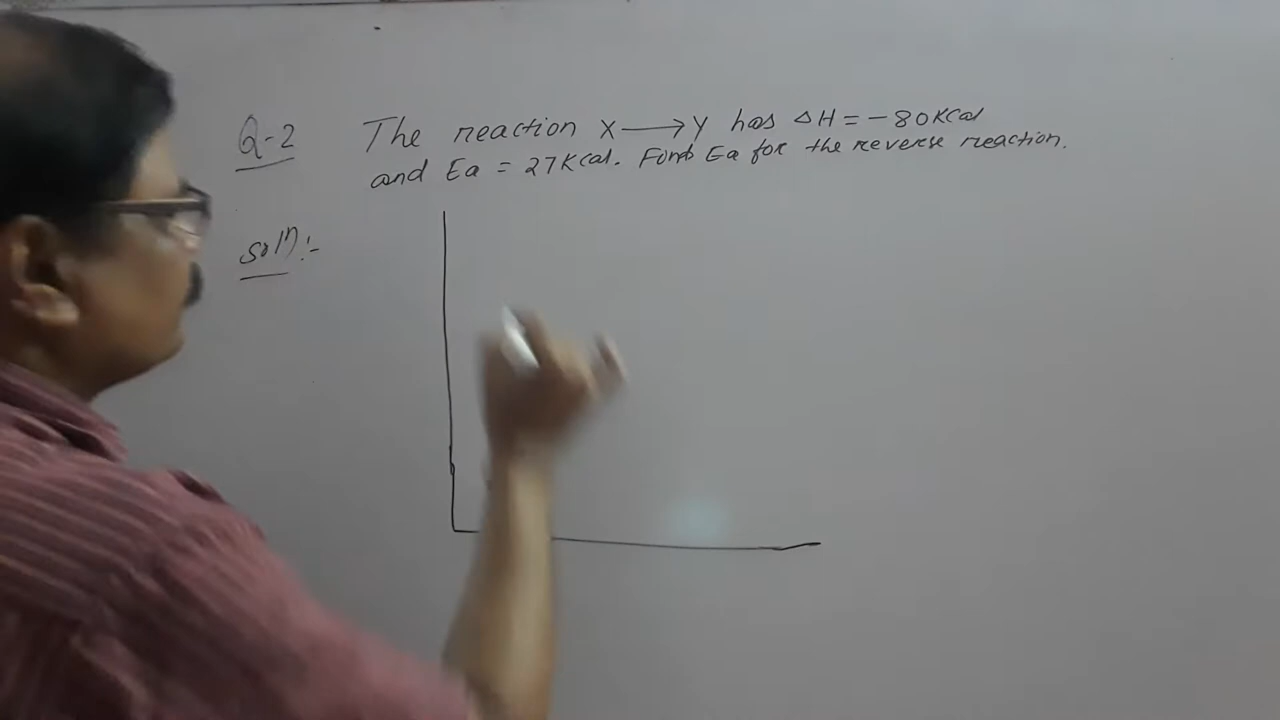 Q-2 The reaction X ⟶ Y has ΔH = -80 KCal
and Ea = 27 KCal. Find Ea for the reverse reaction.
Soln:-